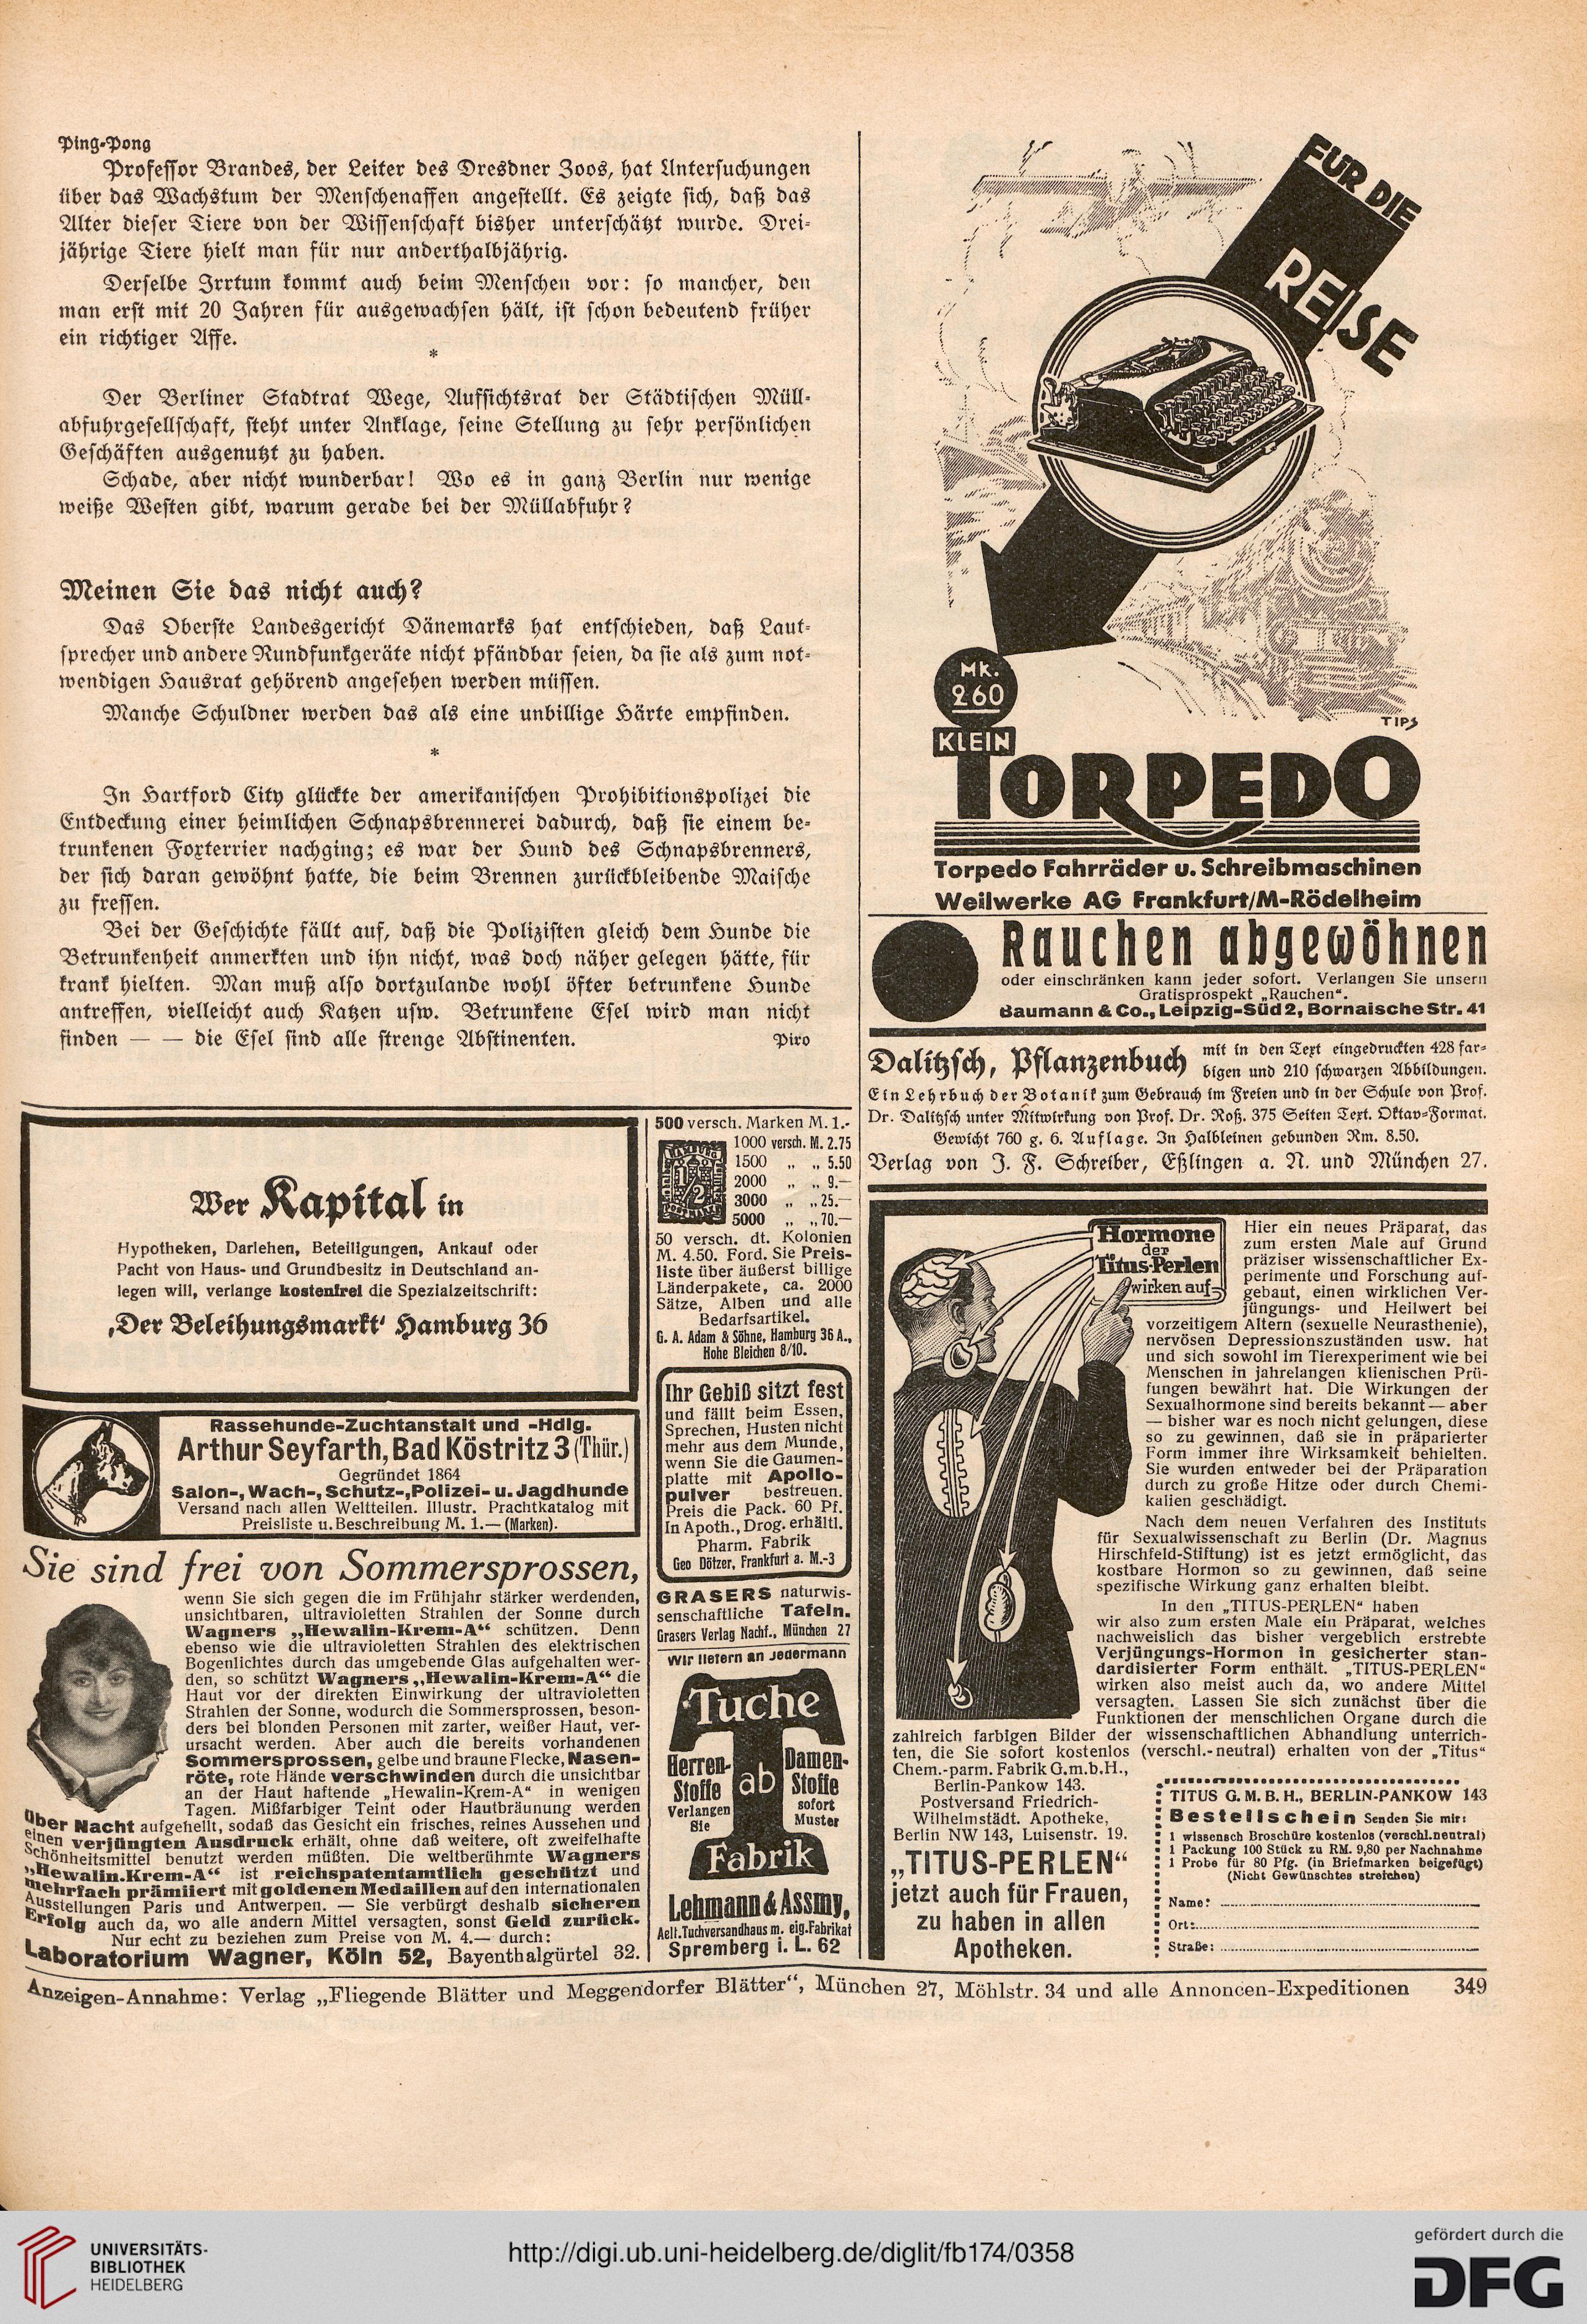 Ping-Pong
Professor Brandes, der Leiter des Dresdner Zoos, hat Untersuchungen
über das Wachstum der Menschenaffen angestellt. Es zeigte sich, daß das
Alter dieser Tiere von der Wissenschaft bisher unterschätzt wurde. Drei-
jährige Tiere hielt man für nur anderthalbjährig.
Derselbe Irrtum kommt auch beim Menschen vor: so mancher, den
man erst mit 20 Jahren für ausgewachsen hält, ist schon bedeutend früher
ein richtiger Affe.
*
Der Berliner Stadtrat Wege, Aufsichtsrat der Städtischen Müll-
abfuhrgesellschaft, steht unter Anklage, seine Stellung zu sehr persönlichen
Geschäften ausgenutzt zu haben.
Schade, aber nicht wunderbar! Wo es in ganz Berlin nur wenige
weiße Westen gibt, warum gerade bei der Müllabfuhr?
Meinen Sie das nicht auch?
Das Oberste Landesgericht Dänemarks hat entschieden, daß Laut-
sprecher und andere Rundfunkgeräte nicht pfändbar seien, da sie als zum not-
wendigen Hausrat gehörend angesehen werden müssen.
Manche Schuldner werden das als eine unbillige Härte empfinden.
*
In Hartford City glückte der amerikanischen Prohibitionspolizei die
Entdeckung einer heimlichen Schnapsbrennerei dadurch, daß sie einem be-
trunkenen Foxterrier nachging; es war der Hund des Schnapsbrenners,
der sich daran gewöhnt hatte, die beim Brennen zurückbleibende Maische
zu fressen.
Bei der Geschichte fällt auf, daß die Polizisten gleich dem Hunde die
Betrunkenheit anmerkten und ihn nicht, was doch näher gelegen hätte, für
krank hielten. Man muß also dortzulande wohl öfter betrunkene Hunde
antreffen, vielleicht auch Katzen usw. Betrunkene Esel wird man nicht
finden — — die Esel sind alle strenge Abstinenten. Piro
FÜR DIE
REISE
MK.
260
TIPS
KLEIN
TORPEDO
Torpedo Fahrräder u. Schreibmaschinen
Weilwerke AG Frankfurt/M-Rödelheim
Rauchen abgewöhnen
oder einschränken kann jeder sofort. Verlangen Sie unsern
Gratisprospekt „Rauchen“.
Baumann & Co., Leipzig-Süd 2, Bornaische Str. 41
Dalitzsch, Pflanzenbuch mit in den Text eingedruckten 428 far-
bigen und 210 schwarzen Abbildungen.
Ein Lehrbuch der Botanik zum Gebrauch im Freien und in der Schule von Prof.
Dr. Dalitzsch unter Mitwirkung von Prof. Dr. Roß. 375 Seiten Text. Oktav-Format.
Gewicht 760 g. 6. Auflage. In Halbleinen gebunden Rm. 8.50.
Verlag von J. F. Schreiber, Eßlingen a. N. und München 27.
Wer Kapital in
Hypotheken, Darlehen, Beteiligungen, Ankauf oder
Pacht von Haus- und Grundbesitz in Deutschland an-
legen will, verlange kostenfrei die Spezialzeitschrift:
‚Der Beleihungsmarkt‘ Hamburg 36
Rassehunde-Zuchtanstalt und -Hdlg.
Arthur Seyfarth, Bad Köstritz 3 (Thür.)
Gegründet 1864
Salon-, Wach-, Schutz-, Polizei- u. Jagdhunde
Versand nach allen Weltteilen. Illustr. Prachtkatalog mit
Preisliste u. Beschreibung M. 1.— (Marken).
Sie sind frei von Sommersprossen,
wenn Sie sich gegen die im Frühjahr stärker werdenden,
unsichtbaren, ultravioletten Strahlen der Sonne durch
Wagners „Hewalin-Krem-A“ schützen. Denn
ebenso wie die ultravioletten Strahlen des elektrischen
Bogenlichtes durch das umgebende Glas aufgehalten wer-
den, so schützt Wagners „Hewalin-Krem-A“ die
Haut vor der direkten Einwirkung der ultravioletten
Strahlen der Sonne, wodurch die Sommersprossen, beson-
ders bei blonden Personen mit zarter, weißer Haut, ver-
ursacht werden. Aber auch die bereits vorhandenen
Sommersprossen, gelbe und braune Flecke, Nasen-
röte, rote Hände verschwinden durch die unsichtbar
an der Haut haftende „Hewalin-Krem-A“ in wenigen
Tagen. Mißfarbiger Teint oder Hautbräunung werden
über Nacht aufgehellt, sodaß das Gesicht ein frisches, reines Aussehen und
einen verjüngten Ausdruck erhält, ohne daß weitere, oft zweifelhafte
Schönheitsmittel benutzt werden müßten. Die weltberühmte Wagners
„Hewalin-Krem-A“ ist reichspatentamtlich geschützt und
mehrfach prämiiert mit goldenen Medaillen auf den internationalen
Ausstellungen Paris und Antwerpen. — Sie verbürgt deshalb sicheren
Erfolg auch da, wo alle andern Mittel versagten, sonst Geld zurück.
Nur echt zu beziehen zum Preise von M. 4.— durch:
Laboratorium Wagner, Köln 52, Bayenthalgürtel 32.
500 versch. Marken M. 1.-
1000 versch. M. 2.75
1500 „ „ 5.50
2000 „ „ 9.—
3000 „ „ 25.—
5000 „ „ 70.—
HAMBURG
1/2
POSTMARKE
50 versch. dt. Kolonien
M. 4.50. Ford. Sie Preis-
liste über äußerst billige
Länderpakete, ca. 2000
Sätze, Alben und alle
Bedarfsartikel.
G. A. Adam & Söhne, Hamburg 36 A.,
Hohe Bleichen 8/10.
Ihr Gebiß sitzt fest
und fällt beim Essen,
Sprechen, Husten nicht
mehr aus dem Munde,
wenn Sie die Gaumen-
platte mit Apollo-
pulver bestreuen.
Preis die Pack. 60 Pf.
In Apoth., Drog. erhältl.
Pharm. Fabrik
Geo Dötzer, Frankfurt a. M.-3
GRASERS naturwis-
senschaftliche Tafeln.
Grasers Verlag Nachf., München 27
Wir liefern an Jedermann
Tuche
Herren-
Stoffe
Verlangen
Sie
ab
Damen-
Stoffe
sofort
Muster
Fabrik
Lehmann & Assmy,
Aelt. Tuchversandhaus m. eig. Fabrikat
Spremberg i. L. 62
Hormone
der
Titus-Perlen
wirken auf-
Hier ein neues Präparat, das
zum ersten Male auf Grund
präziser wissenschaftlicher Ex-
perimente und Forschung auf-
gebaut, einen wirklichen Ver-
jüngungs- und Heilwert bei
vorzeitigem Altern (sexuelle Neurasthenie),
nervösen Depressionszuständen usw. hat
und sich sowohl im Tierexperiment wie bei
Menschen in jahrelangen klienischen Prü-
fungen bewährt hat. Die Wirkungen der
Sexualhormone sind bereits bekannt — aber
— bisher war es noch nicht gelungen, diese
so zu gewinnen, daß sie in präparierter
Form immer ihre Wirksamkeit behielten.
Sie wurden entweder bei der Präparation
durch zu große Hitze oder durch Chemi-
kalien geschädigt.
Nach dem neuen Verfahren des Instituts
für Sexualwissenschaft zu Berlin (Dr. Magnus
Hirschfeld-Stiftung) ist es jetzt ermöglicht, das
kostbare Hormon so zu gewinnen, daß seine
spezifische Wirkung ganz erhalten bleibt.
In den „TITUS-PERLEN“ haben
wir also zum ersten Male ein Präparat, welches
nachweislich das bisher vergeblich erstrebte
Verjüngungs-Hormon in gesicherter stan-
dardisierter Form enthält. „TITUS-PERLEN“
wirken also meist auch da, wo andere Mittel
versagten. Lassen Sie sich zunächst über die
Funktionen der menschlichen Organe durch die
zahlreich farbigen Bilder der wissenschaftlichen Abhandlung unterrich-
ten, die Sie sofort kostenlos (verschl.-neutral) erhalten von der „Titus“
Chem.-parm. Fabrik G.m.b.H.,
Berlin-Pankow 143.
Postversand Friedrich-
Wilhelmstädt. Apotheke,
Berlin NW 143, Luisenstr. 19.
„TITUS-PERLEN“
jetzt auch für Frauen,
zu haben in allen
Apotheken.
TITUS G. M. B. H., BERLIN-PANKOW 143
Bestellschein Senden Sie mir:
1 wissensch Broschüre kostenlos (verschl.neutral)
1 Packung 100 Stück zu RM. 9,80 per Nachnahme
1 Probe für 80 Pfg. (in Briefmarken beigefügt)
(Nicht Gewünschtes streichen)
Name:
Ort:
Straße:
Anzeigen-Annahme: Verlag „Fliegende Blätter und Meggendorfer Blätter“, München 27, Möhlstr. 34 und alle Annoncen-Expeditionen 349
UNIVERSITÄTS-
BIBLIOTHEK
HEIDELBERG
http://digi.ub.uni-heidelberg.de/diglit/fb174/0358
gefördert durch die
DFG